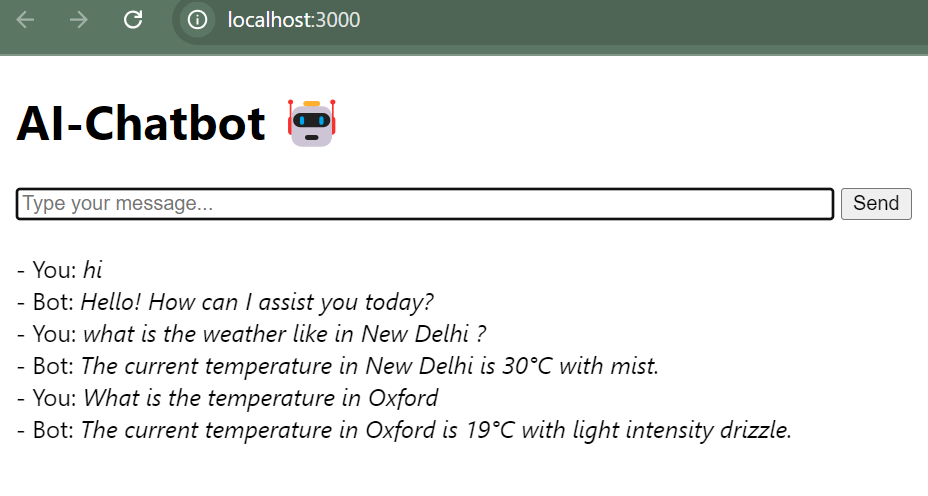 localhost:3000
AI-Chatbot
Type your message...
Send
- You: hi
- Bot: Hello! How can I assist you today?
- You: what is the weather like in New Delhi ?
- Bot: The current temperature in New Delhi is 30°C with mist.
- You: What is the temperature in Oxford
- Bot: The current temperature in Oxford is 19°C with light intensity drizzle.